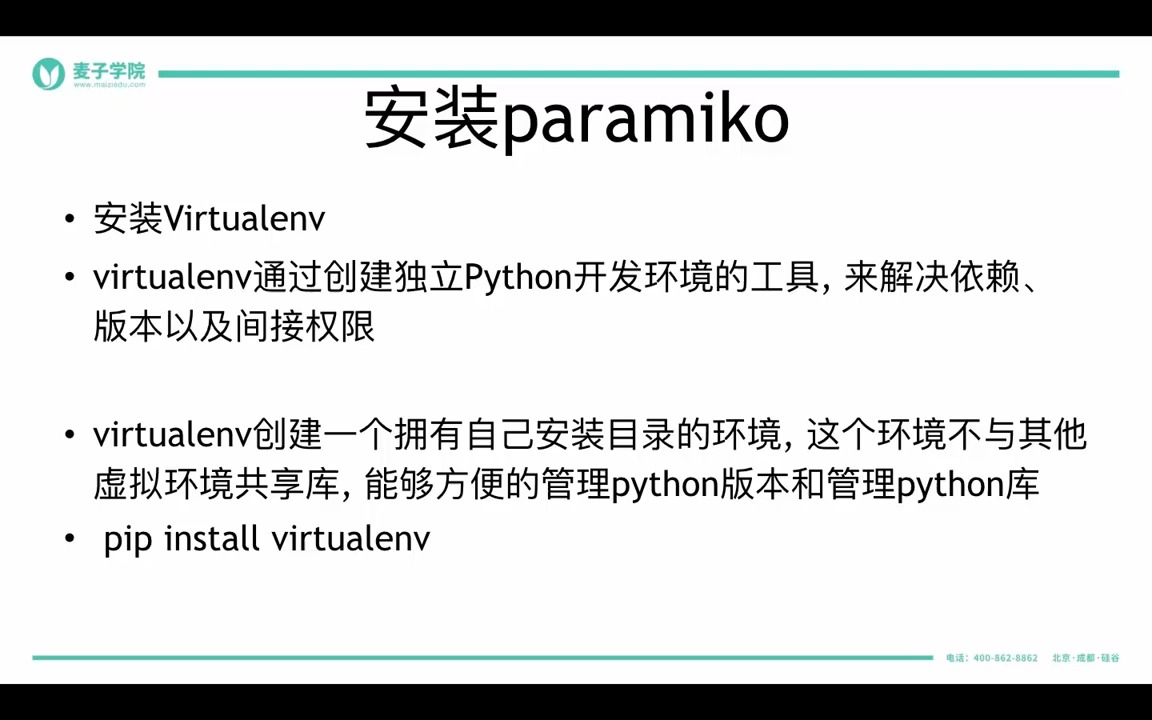 麦子学院
www.maiziedu.com
安装paramiko
• 安装Virtualenv
• virtualenv通过创建独立Python开发环境的工具, 来解决依赖、
版本以及间接权限
• virtualenv创建一个拥有自己安装目录的环境, 这个环境不与其他
虚拟环境共享库, 能够方便的管理python版本和管理python库
• pip install virtualenv
电话：400-862-8862 北京·成都·硅谷